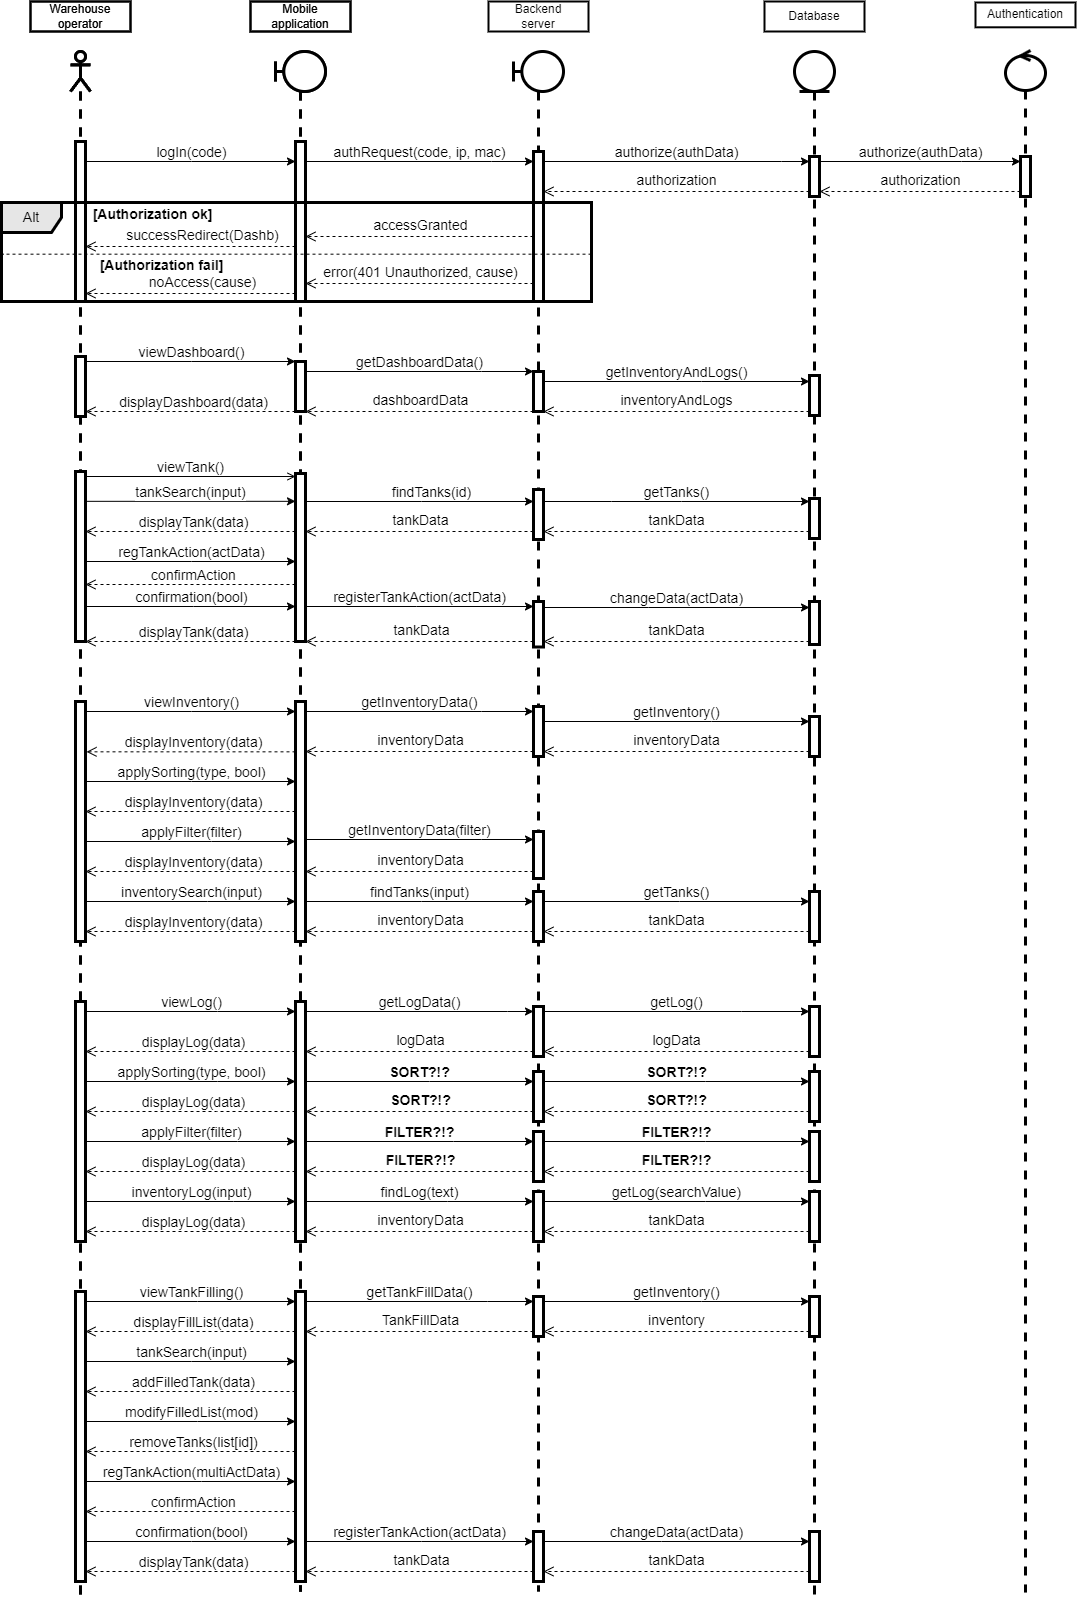 Warehouse
operator
Mobile
application
Backend
server
Database
Authentication
logIn(code)
authRequest(code, ip, mac)
authorize(authData)
authorize(authData)
authorization
authorization
Alt
[Authorization ok]
accessGranted
successRedirect(Dashb)
[Authorization fail]
error(401 Unauthorized, cause)
noAccess(cause)
viewDashboard()
getDashboardData()
getInventoryAndLogs()
displayDashboard(data)
dashboardData
inventoryAndLogs
viewTank()
tankSearch(input)
findTanks(id)
getTanks()
displayTank(data)
tankData
tankData
regTankAction(actData)
confirmAction
confirmation(bool)
registerTankAction(actData)
changeData(actData)
displayTank(data)
tankData
tankData
viewInventory()
getInventoryData()
getInventory()
displayInventory(data)
inventoryData
inventoryData
applySorting(type, bool)
displayInventory(data)
applyFilter(filter)
getInventoryData(filter)
displayInventory(data)
inventoryData
inventorySearch(input)
findTanks(input)
getTanks()
displayInventory(data)
inventoryData
tankData
viewLog()
getLogData()
getLog()
displayLog(data)
logData
logData
applySorting(type, bool)
SORT?!?
SORT?!?
displayLog(data)
SORT?!?
SORT?!?
applyFilter(filter)
FILTER?!?
FILTER?!?
displayLog(data)
FILTER?!?
FILTER?!?
inventoryLog(input)
findLog(text)
getLog(searchValue)
displayLog(data)
inventoryData
tankData
viewTankFilling()
getTankFillData()
getInventory()
displayFillList(data)
TankFillData
inventory
tankSearch(input)
addFilledTank(data)
modifyFilledList(mod)
removeTanks(list[id])
regTankAction(multiActData)
confirmAction
confirmation(bool)
registerTankAction(actData)
changeData(actData)
displayTank(data)
tankData
tankData